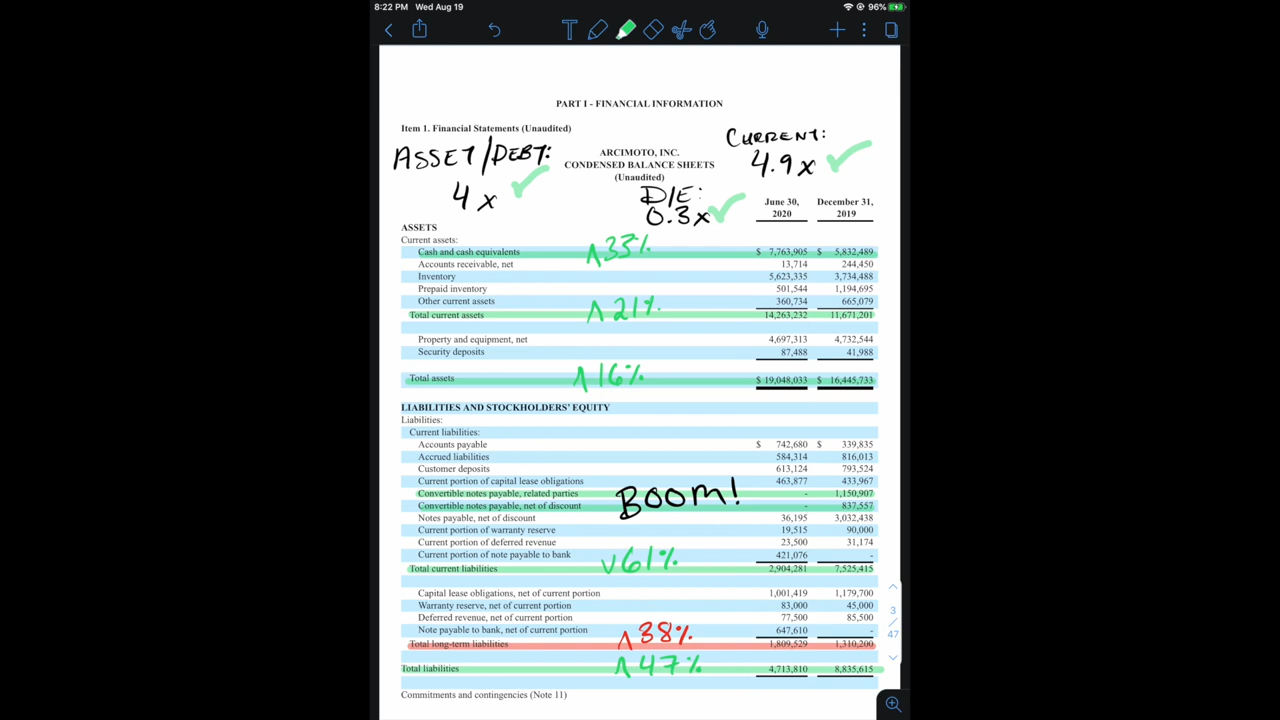 8:22 PM Wed Aug 19
96%
PART I - FINANCIAL INFORMATION
Item 1. Financial Statements (Unaudited)
ASSET/DEBT:
4x
ARCIMOTO, INC.
CONDENSED BALANCE SHEETS
(Unaudited)
D/E:
0.3x
CURRENT:
4.9x
June 30, 2020 December 31, 2019
ASSETS
Current assets:
Cash and cash equivalents ^33% $ 7,763,905 $ 5,832,489
Accounts receivable, net 13,714 244,450
Inventory 5,623,335 3,734,488
Prepaid inventory 501,544 1,194,695
Other current assets 360,734 665,079
Total current assets ^21% 14,263,232 11,671,201
Property and equipment, net 4,697,313 4,732,544
Security deposits 87,488 41,988
Total assets ^16% $ 19,048,033 $ 16,445,733
LIABILITIES AND STOCKHOLDERS' EQUITY
Liabilities:
Current liabilities:
Accounts payable $ 742,680 $ 339,835
Accrued liabilities 584,314 816,013
Customer deposits 613,124 793,524
Current portion of capital lease obligations 463,877 433,967
Convertible notes payable, related parties - 1,150,907
BOOM!
Convertible notes payable, net of discount - 837,557
Notes payable, net of discount 36,195 3,032,438
Current portion of warranty reserve 19,515 90,000
Current portion of deferred revenue 23,500 31,174
Current portion of note payable to bank 421,076 -
Total current liabilities v61% 2,904,281 7,525,415
Capital lease obligations, net of current portion 1,001,419 1,179,700
Warranty reserve, net of current portion 83,000 45,000
Deferred revenue, net of current portion 77,500 85,500
Note payable to bank, net of current portion 647,610 -
Total long-term liabilities ^38% 1,809,529 1,310,200
Total liabilities ^47% 4,713,810 8,835,615
Commitments and contingencies (Note 11)
3
/
47